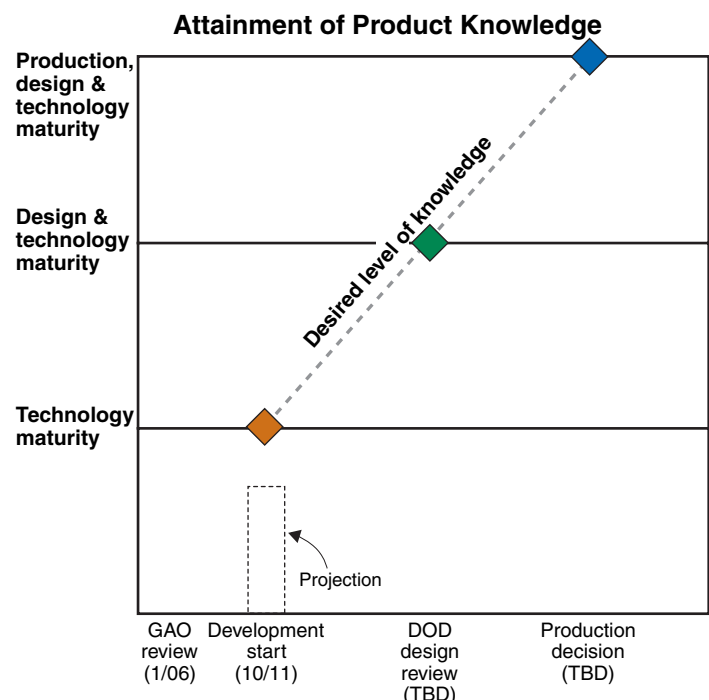 Attainment of Product Knowledge
Production,
design &
technology
maturity
Design &
technology
maturity
Technology
maturity
Desired level of knowledge
Projection
GAO
review
(1/06)
Development
start
(10/11)
DOD
design
review
(TBD)
Production
decision
(TBD)